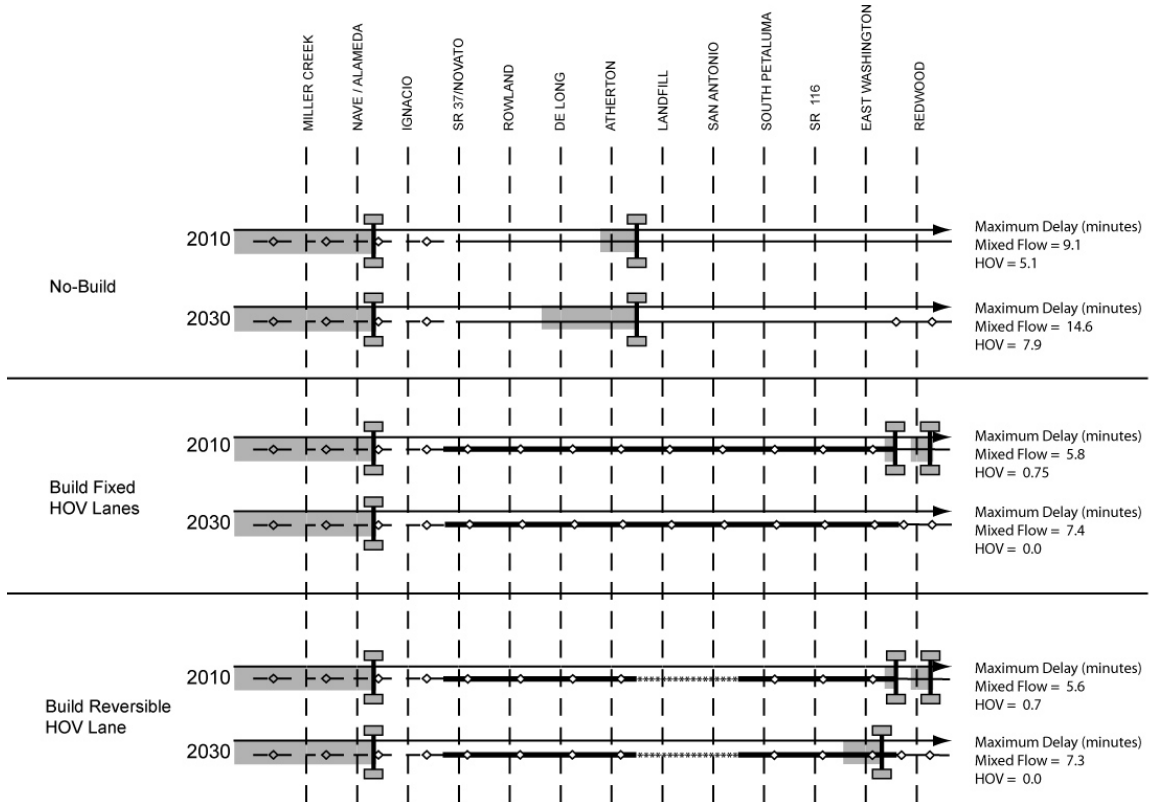 MILLER CREEK
NAVE / ALAMEDA
IGNACIO
SR 37/NOVATO
ROWLAND
DE LONG
ATHERTON
LANDFILL
SAN ANTONIO
SOUTH PETALUMA
SR 116
EAST WASHINGTON
REDWOOD
No-Build
2010
Maximum Delay (minutes)
Mixed Flow = 9.1
HOV = 5.1
2030
Maximum Delay (minutes)
Mixed Flow = 14.6
HOV = 7.9
Build Fixed
HOV Lanes
2010
Maximum Delay (minutes)
Mixed Flow = 5.8
HOV = 0.75
2030
Maximum Delay (minutes)
Mixed Flow = 7.4
HOV = 0.0
Build Reversible
HOV Lane
2010
Maximum Delay (minutes)
Mixed Flow = 5.6
HOV = 0.7
2030
Maximum Delay (minutes)
Mixed Flow = 7.3
HOV = 0.0